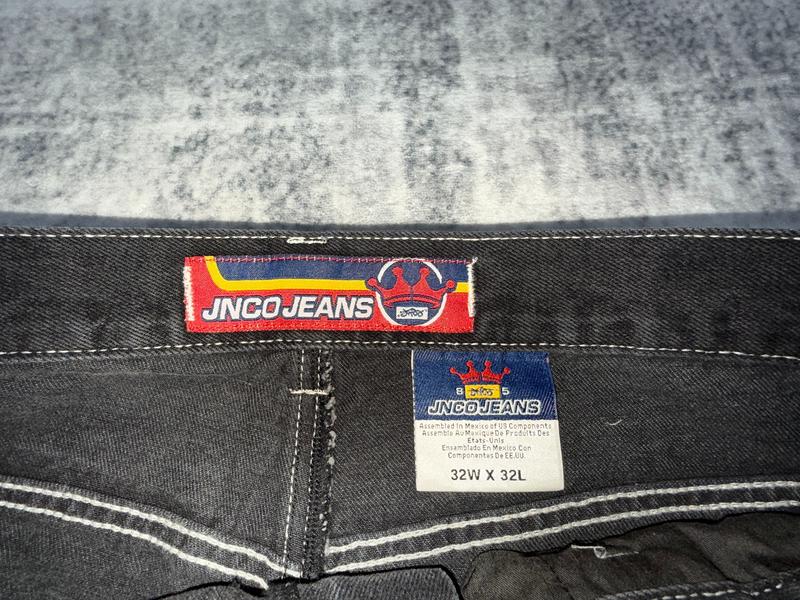 JNCO JEANS
8 5
JNCO JEANS
Assembled In Mexico of US Components
Assemble Au Mexique De Produits Des
Etats-Unis
Ensemblado En Mexico Con
Componentes De EE.UU.
32W X 32L